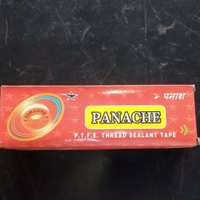 पनाश
PANACHE
P.T.F.E. THREAD SEALANT TAPE